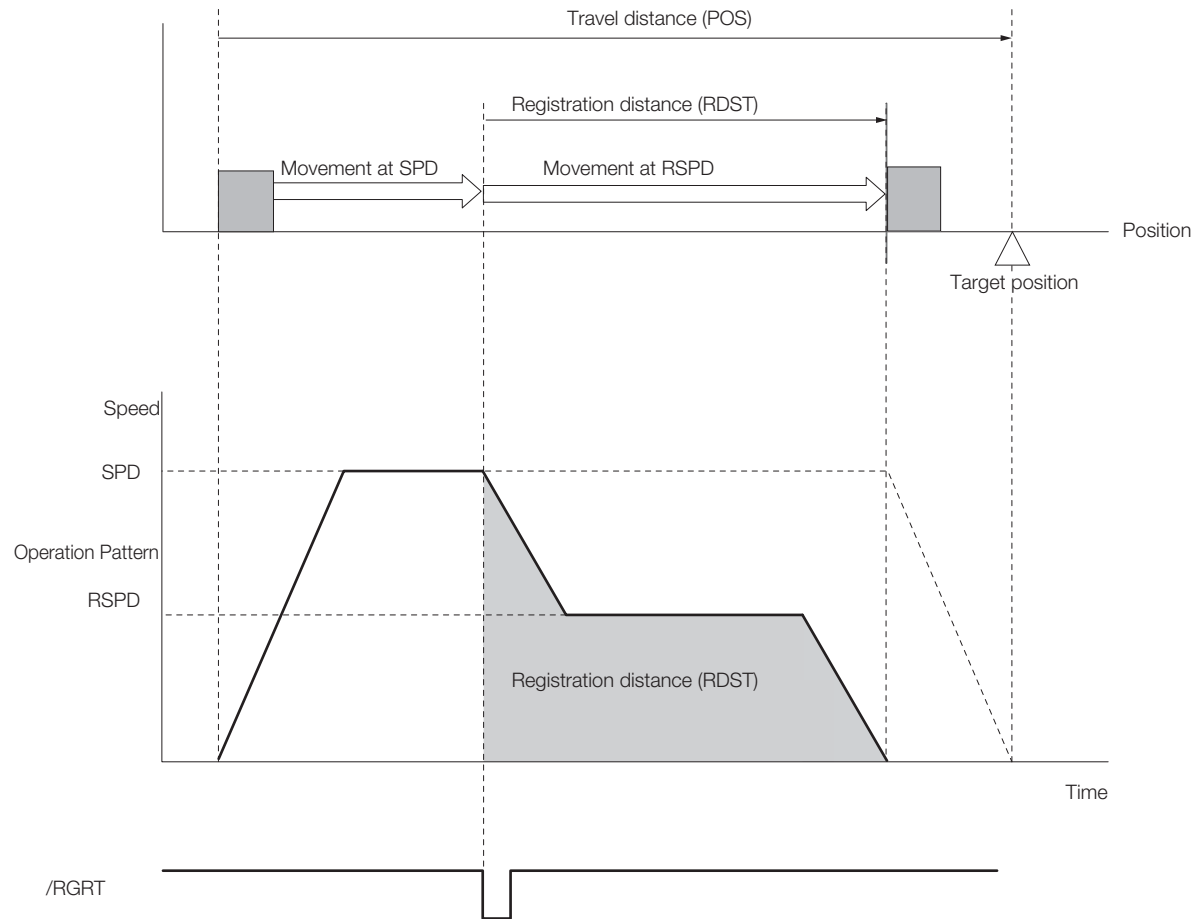 Travel distance (POS)
Registration distance (RDST)
Movement at SPD
Movement at RSPD
Position
Target position
Speed
SPD
Operation Pattern
RSPD
Registration distance (RDST)
Time
/RGRT